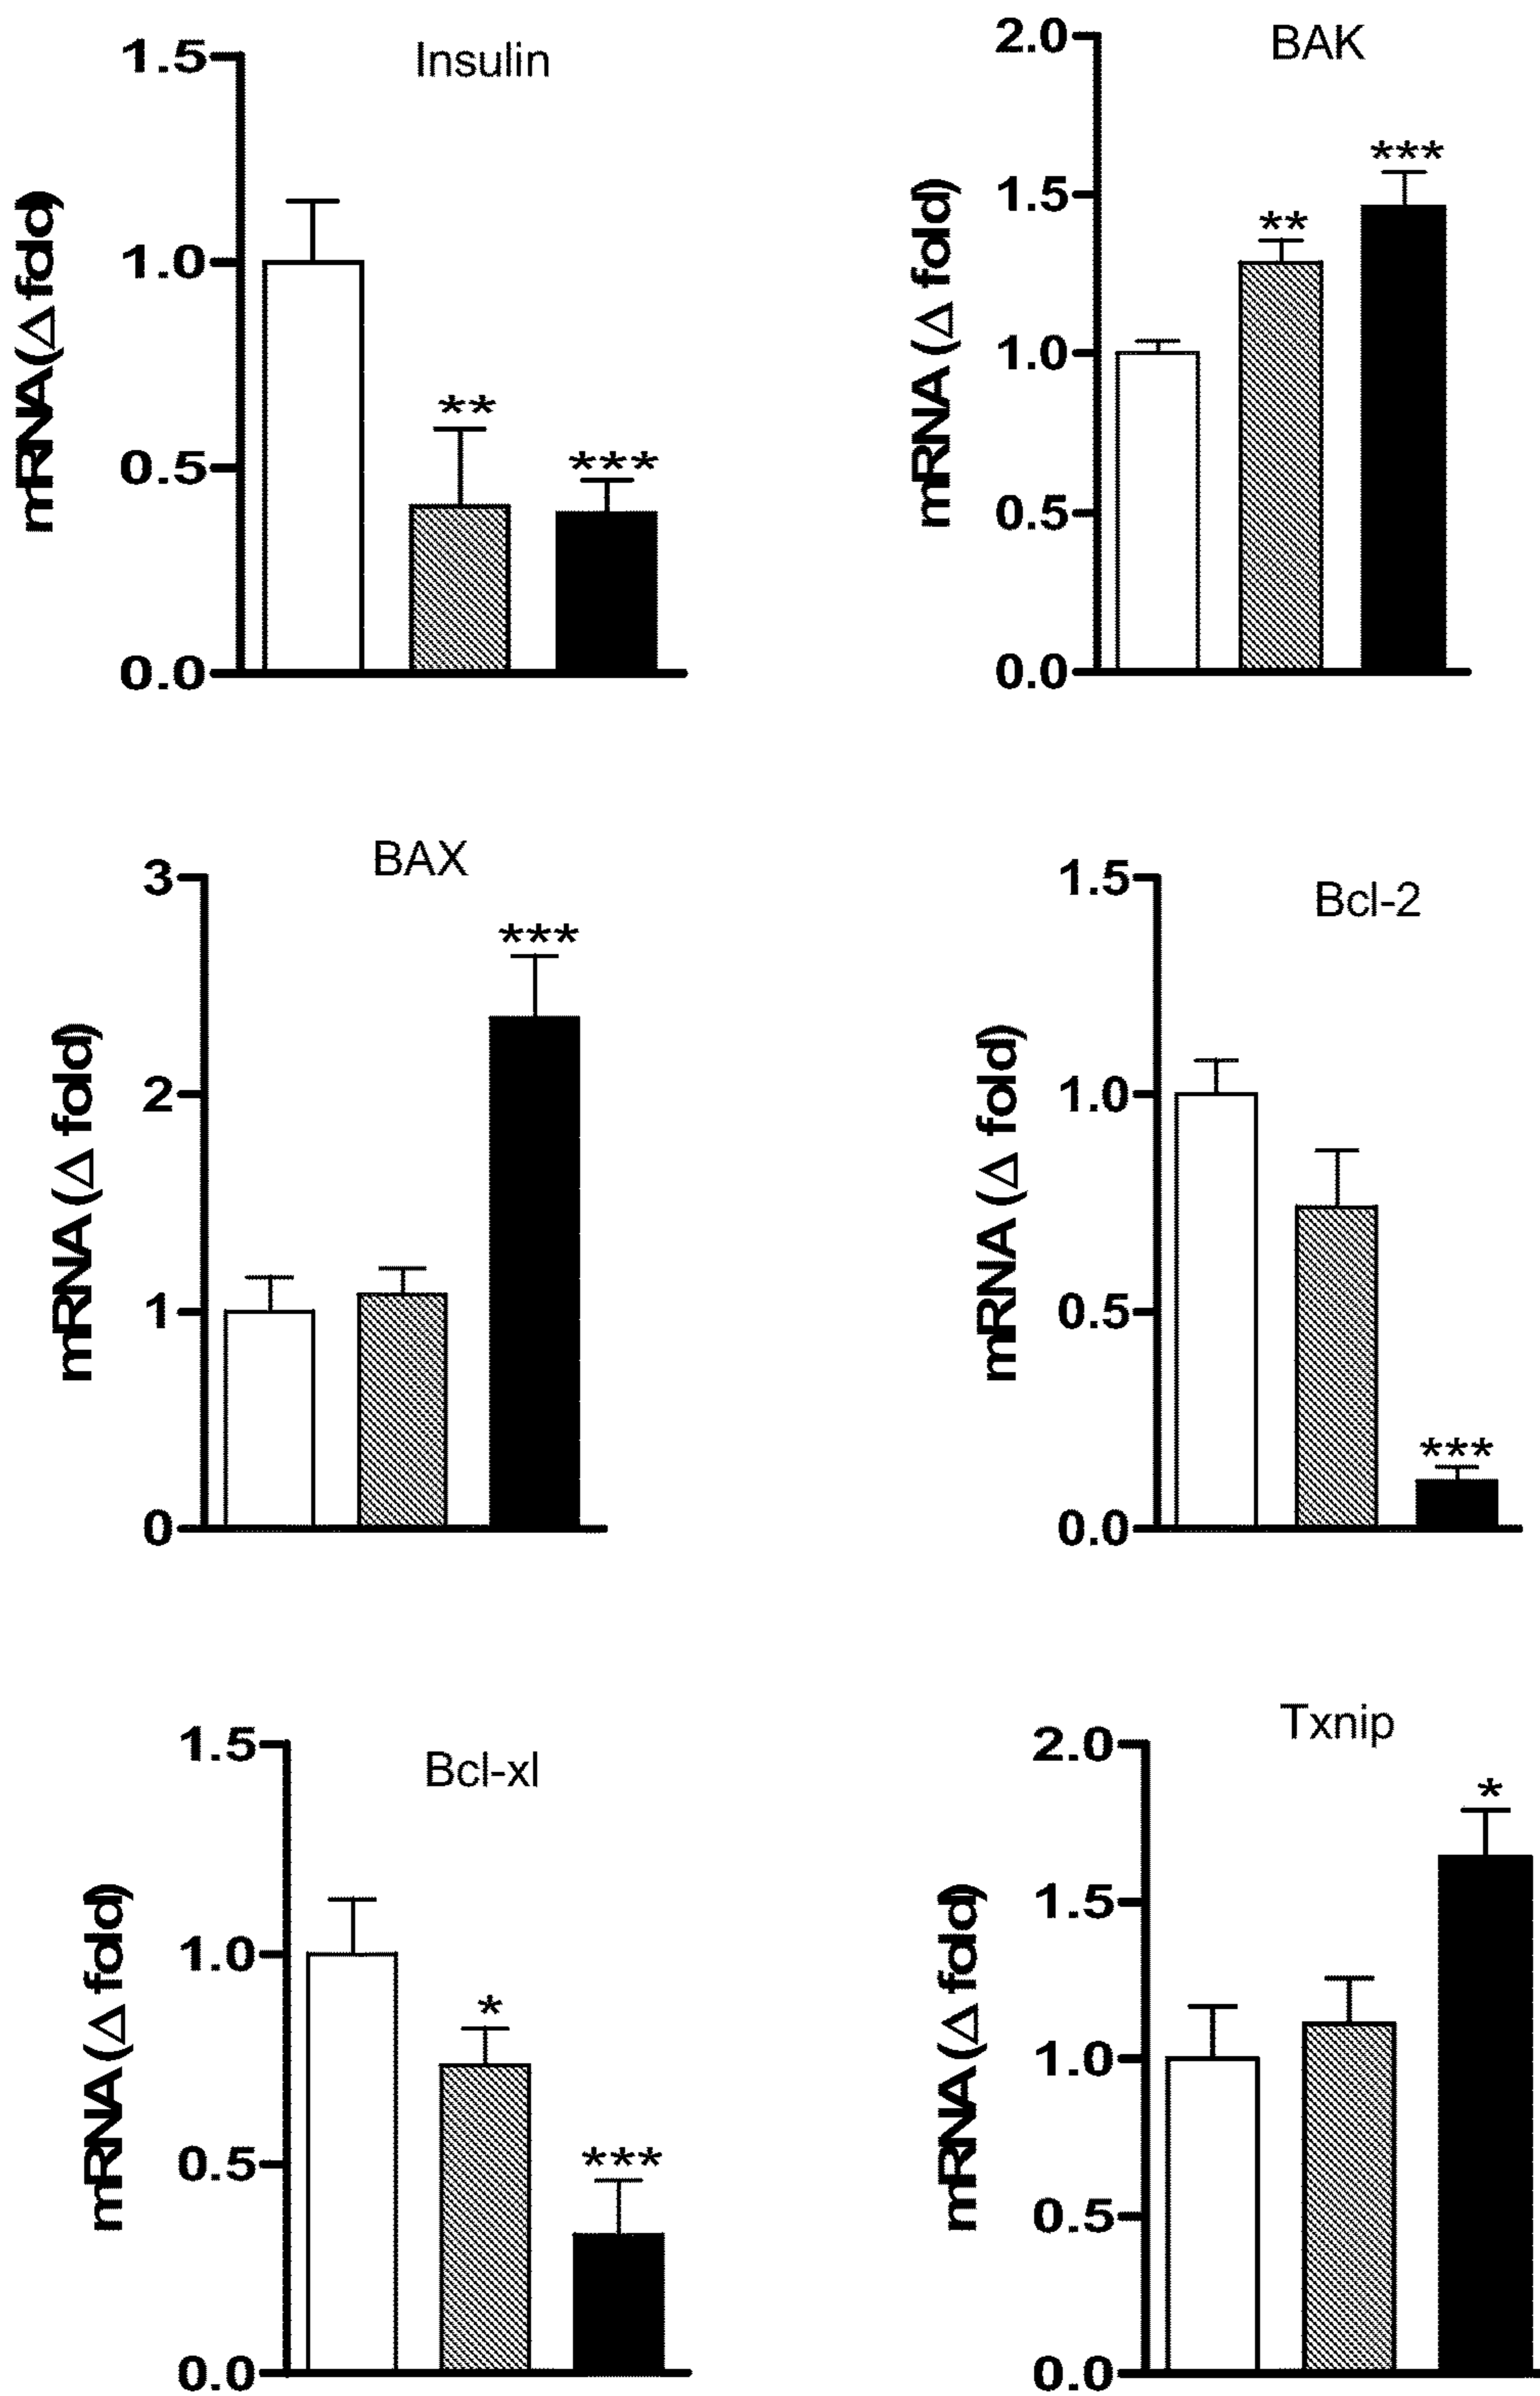 Insulin
mRNA (Δ fold)
1.5
1.0
0.5
0.0
**
***
BAK
mRNA (Δ fold)
2.0
1.5
1.0
0.5
0.0
**
***
BAX
mRNA (Δ fold)
3
2
1
0
***
Bcl-2
mRNA (Δ fold)
1.5
1.0
0.5
0.0
***
Bcl-xl
mRNA (Δ fold)
1.5
1.0
0.5
0.0
*
***
Txnip
mRNA (Δ fold)
2.0
1.5
1.0
0.5
0.0
*